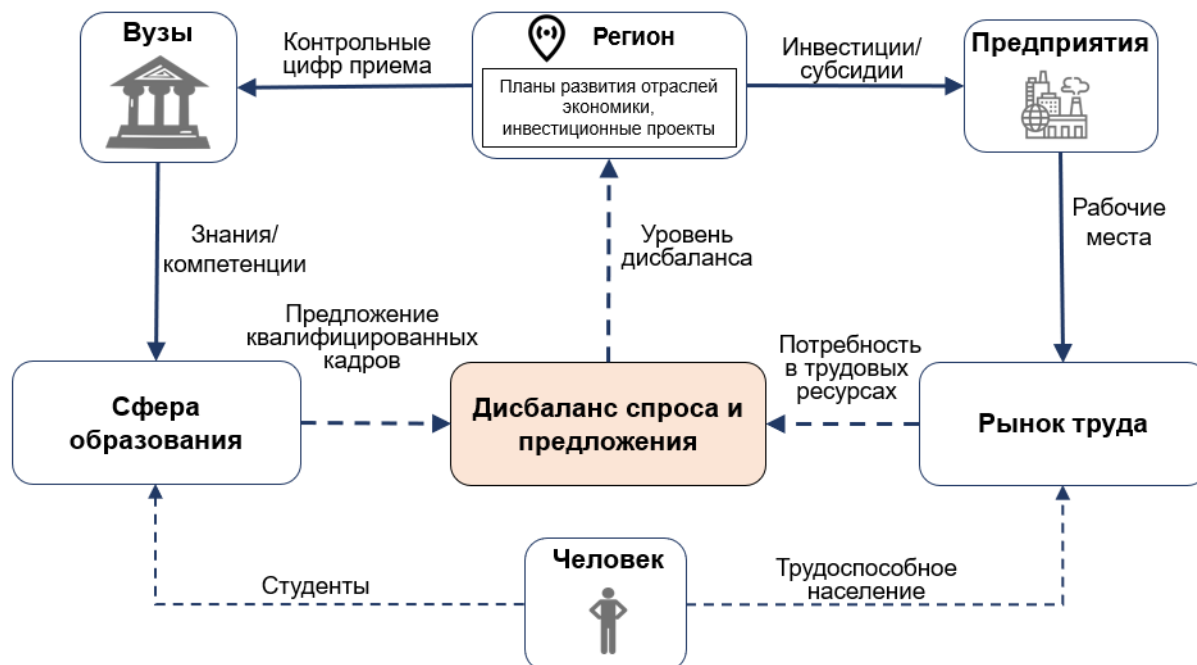 Вузы
Контрольные
цифр приема
Регион
Планы развития отраслей
экономики,
инвестиционные проекты
Инвестиции/
субсидии
Предприятия
Знания/
компетенции
Уровень
дисбаланса
Рабочие
места
Предложение
квалифицированных
кадров
Потребность
в трудовых
ресурсах
Сфера
образования
Дисбаланс спроса и
предложения
Рынок труда
Студенты
Человек
Трудоспособное
население